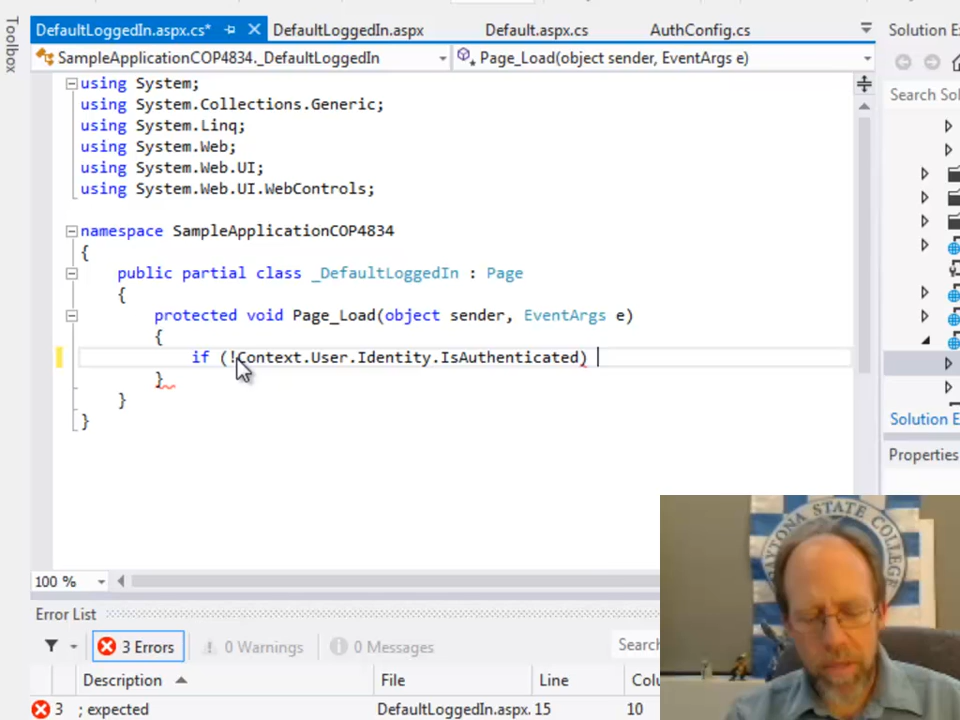 Toolbox
DefaultLoggedIn.aspx.cs*
DefaultLoggedIn.aspx
Default.aspx.cs
AuthConfig.cs
Solution E
SampleApplicationCOP4834._DefaultLoggedIn
Page_Load(object sender, EventArgs e)
Search Sol
using System;
using System.Collections.Generic;
using System.Linq;
using System.Web;
using System.Web.UI;
using System.Web.UI.WebControls;
namespace SampleApplicationCOP4834
{
public partial class _DefaultLoggedIn : Page
{
protected void Page_Load(object sender, EventArgs e)
{
if (!Context.User.Identity.IsAuthenticated)
}
}
}
Solution E
Properties
100 %
Error List
3 Errors
0 Warnings
0 Messages
Search
Description
File
Line
Colu
3 ; expected
DefaultLoggedIn.aspx.
15
10
DAYTONA STATE COLLEGE